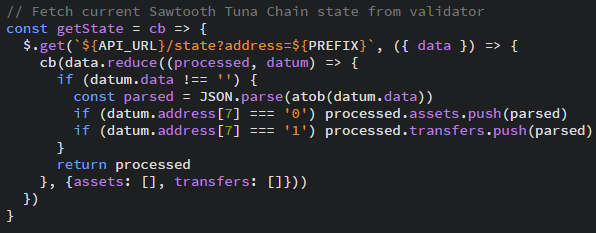 // Fetch current Sawtooth Tuna Chain state from validator
const getState = cb => {
  $.get(`${API_URL}/state?address=${PREFIX}`, ({ data }) => {
    cb(data.reduce((processed, datum) => {
      if (datum.data !== '') {
        const parsed = JSON.parse(atob(datum.data))
        if (datum.address[7] === '0') processed.assets.push(parsed)
        if (datum.address[7] === '1') processed.transfers.push(parsed)
      }
      return processed
    }, {assets: [], transfers: []}))
  })
}